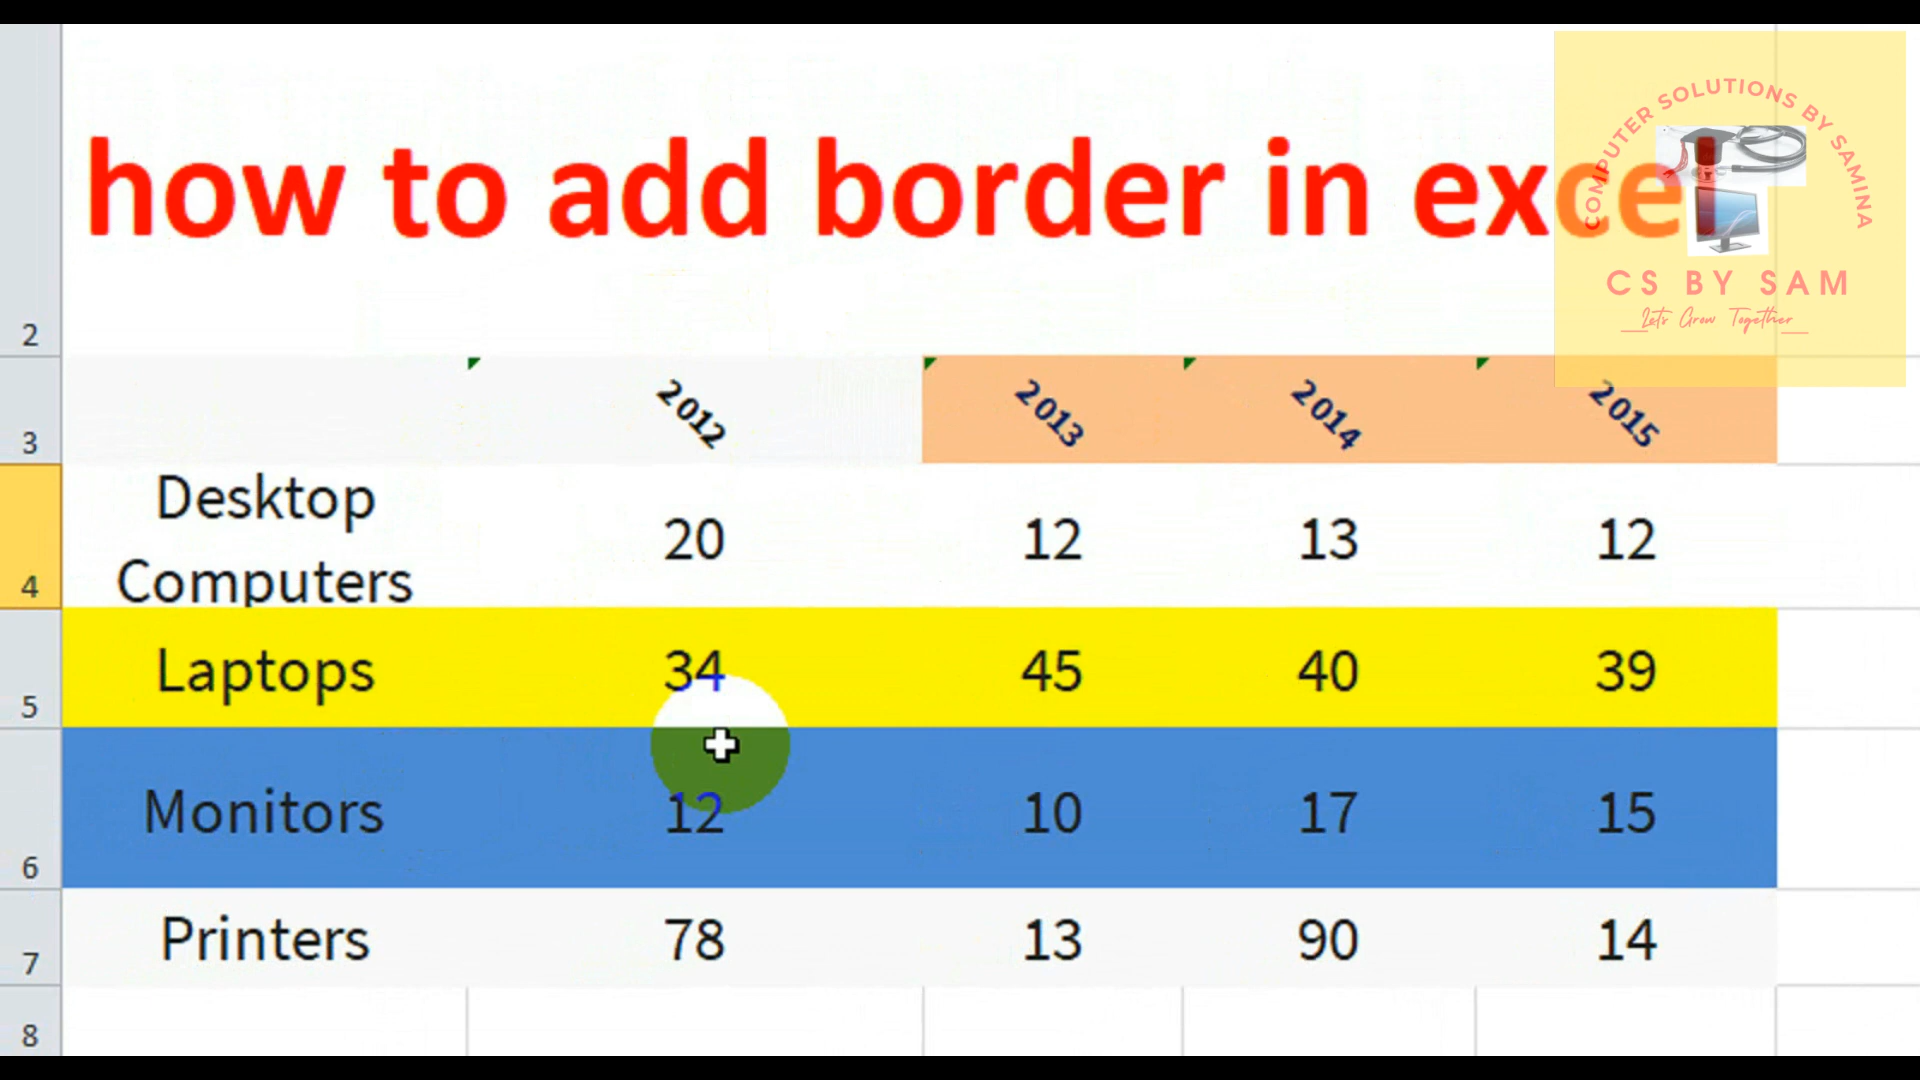 how to add border in excel
COMPUTER SOLUTIONS BY SAMINA
CS BY SAM
Lets Grow Together
2
3 2012 2013 2014 2015
Desktop
Computers 20 12 13 12
4
Laptops 34 45 40 39
5
Monitors 12 10 17 15
6
Printers 78 13 90 14
7
8